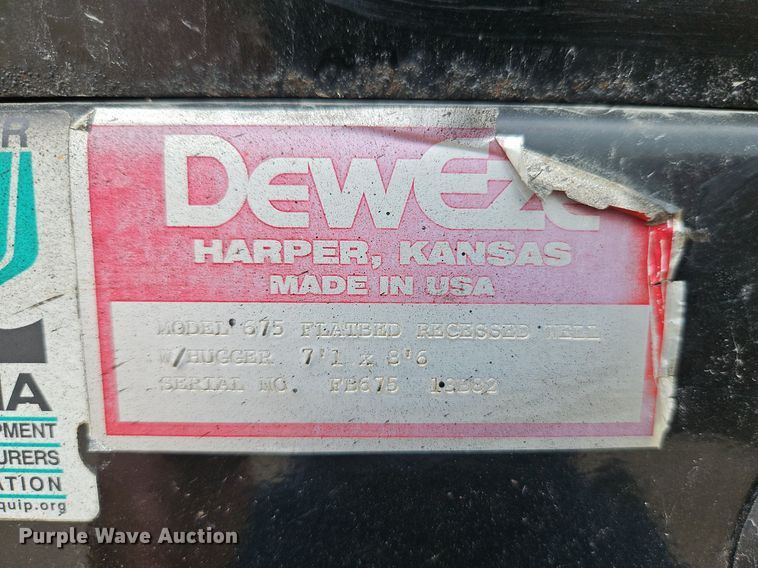 DEWEZE
HARPER, KANSAS
MADE IN USA
MODEL 675 FLATBED RECESSED WELL
W/HUGGER 7'1 X 8'6
SERIAL NO. FB675
R
IA
PMENT
URERS
ATION
quip.org
Purple Wave Auction